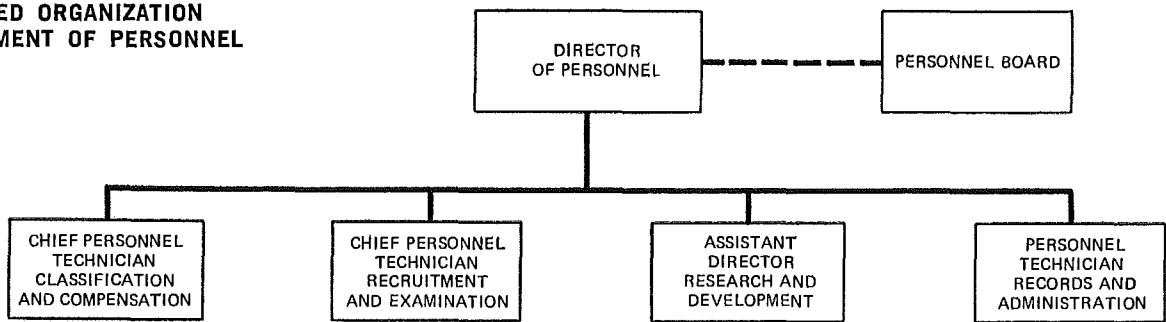 ED ORGANIZATION
MENT OF PERSONNEL
DIRECTOR
OF PERSONNEL
PERSONNEL BOARD
CHIEF PERSONNEL
TECHNICIAN
CLASSIFICATION
AND COMPENSATION
CHIEF PERSONNEL
TECHNICIAN
RECRUITMENT
AND EXAMINATION
ASSISTANT
DIRECTOR
RESEARCH AND
DEVELOPMENT
PERSONNEL
TECHNICIAN
RECORDS AND
ADMINISTRATION